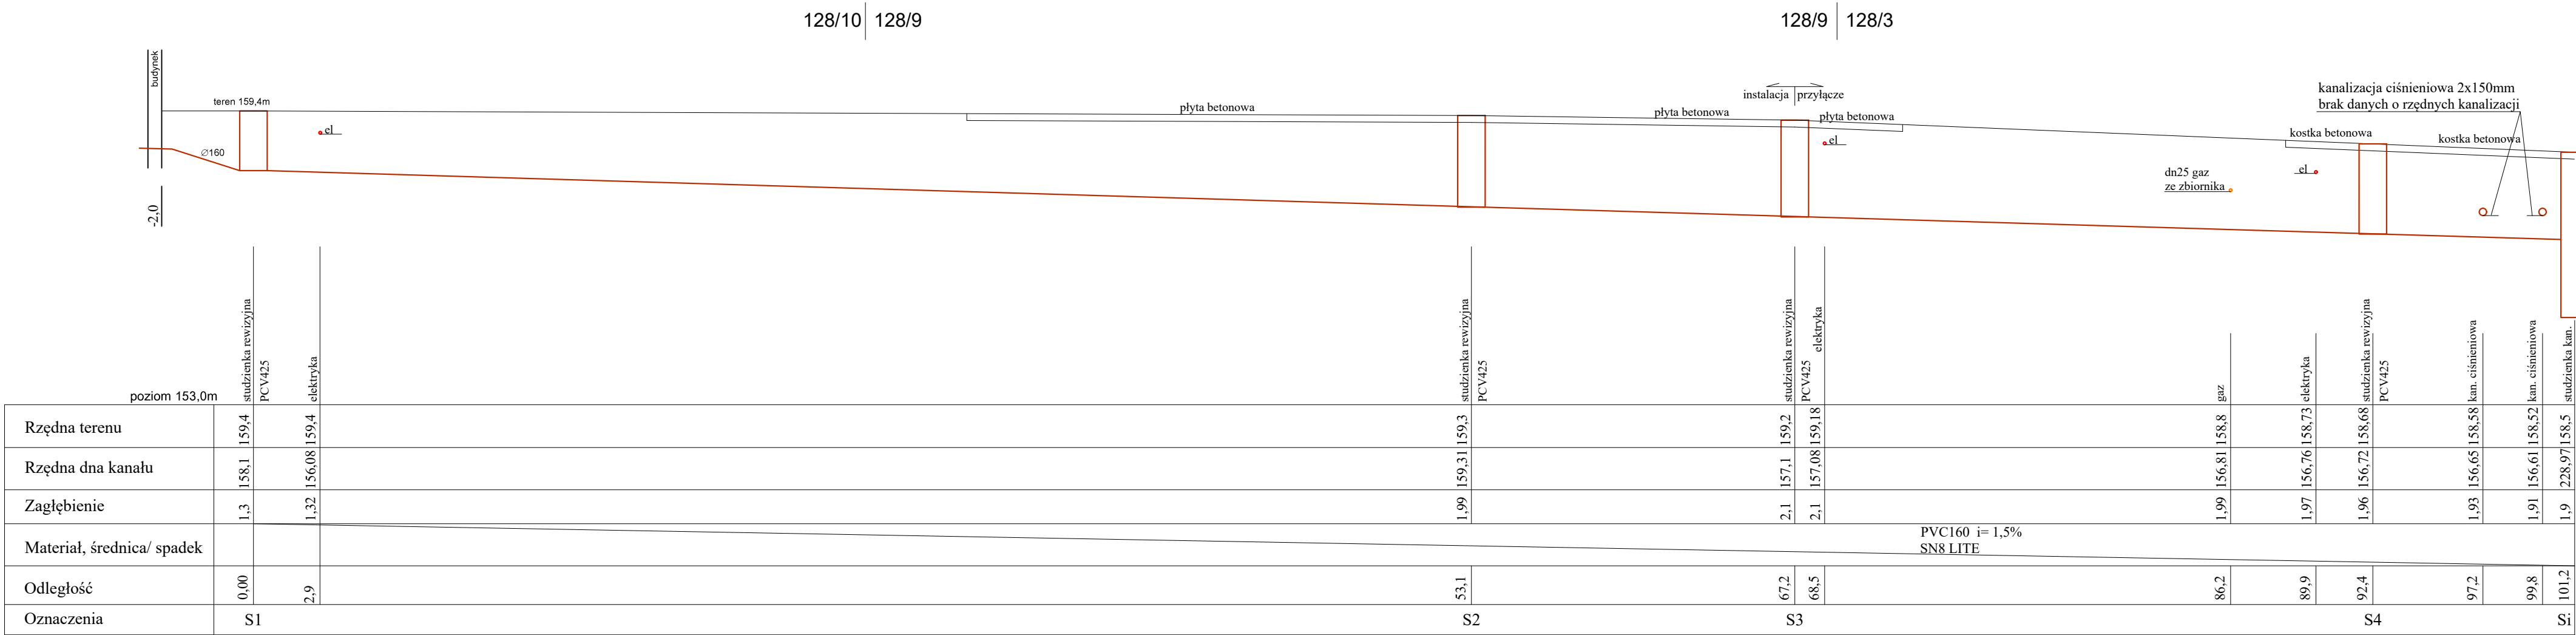 128/10 128/9
128/9 128/3
budynek
teren 159,4m
∅160
-2,0
el
płyta betonowa
płyta betonowa
instalacja przyłącze
płyta betonowa
el
kanalizacja ciśnieniowa 2x150mm
brak danych o rzędnych kanalizacji
kostka betonowa
kostka betonowa
dn25 gaz
ze zbiornika
el
poziom 153,0m
studzienka rewizyjna
PCV425
elektryka
studzienka rewizyjna
PCV425
studzienka rewizyjna
PCV425
elektryka
gaz
elektryka
studzienka rewizyjna
PCV425
kan. ciśnieniowa
kan. ciśnieniowa
studzienka kan.
Rzędna terenu 159,4 159,4 159,3 159,2 159,18 158,8 158,73 158,68 158,58 158,52 158,5
Rzędna dna kanału 158,1 156,08 159,31 157,1 157,08 156,81 156,76 156,72 156,65 156,61 228,97
Zagłębienie 1,3 1,32 1,99 2,1 2,1 1,99 1,97 1,96 1,93 1,91 1,9
Materiał, średnica/ spadek
PVC160 i= 1,5%
SN8 LITE
Odległość 0,00 2,9 53,1 67,2 68,5 86,2 89,9 92,4 97,2 99,8 101,2
Oznaczenia S1 S2 S3 S4 Si